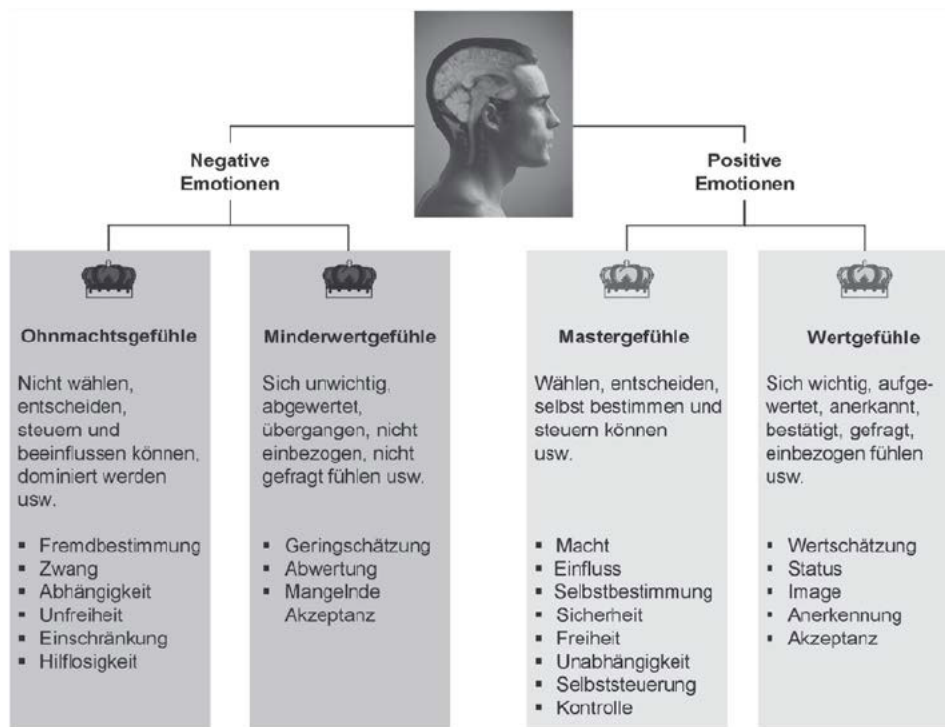 Negative
Emotionen
Positive
Emotionen
Ohnmachtsgefühle
Nicht wählen,
entscheiden,
steuern und
beeinflussen können,
dominiert werden
usw.
▪ Fremdbestimmung
▪ Zwang
▪ Abhängigkeit
▪ Unfreiheit
▪ Einschränkung
▪ Hilflosigkeit
Minderwertgefühle
Sich unwichtig,
abgewertet,
übergangen, nicht
einbezogen, nicht
gefragt fühlen usw.
▪ Geringschätzung
▪ Abwertung
▪ Mangelnde
Akzeptanz
Mastergefühle
Wählen, entscheiden,
selbst bestimmen und
steuern können
usw.
▪ Macht
▪ Einfluss
▪ Selbstbestimmung
▪ Sicherheit
▪ Freiheit
▪ Unabhängigkeit
▪ Selbststeuerung
▪ Kontrolle
Wertgefühle
Sich wichtig, aufge-
wertet, anerkannt,
bestätigt, gefragt,
einbezogen fühlen
usw.
▪ Wertschätzung
▪ Status
▪ Image
▪ Anerkennung
▪ Akzeptanz